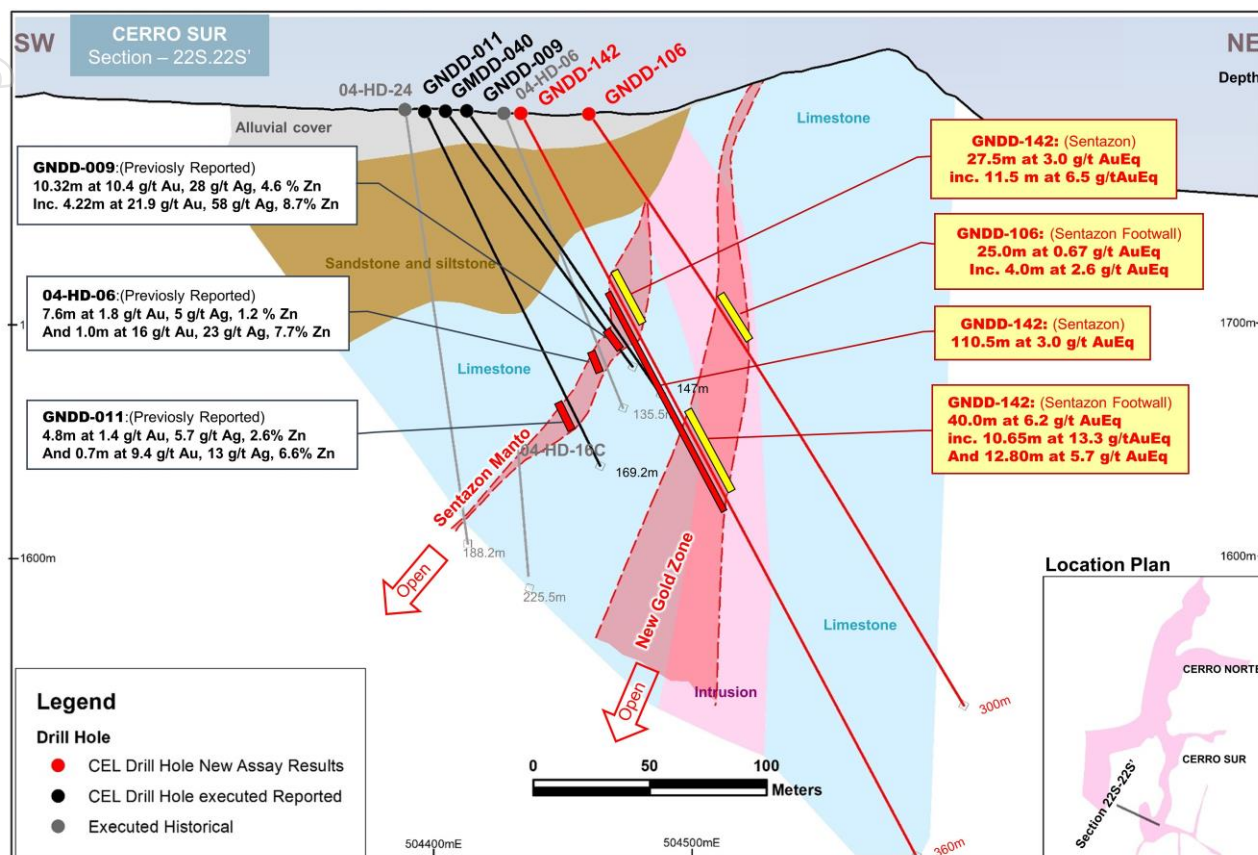 SW
CERRO SUR
Section – 22S.22S'
NE
Depth
04-HD-24
GNDD-011
GMDD-040
GNDD-009
04-HD-06
GNDD-142
GNDD-106
Alluvial cover
Limestone
GNDD-009:(Previosly Reported)
10.32m at 10.4 g/t Au, 28 g/t Ag, 4.6 % Zn
Inc. 4.22m at 21.9 g/t Au, 58 g/t Ag, 8.7% Zn
GNDD-142: (Sentazon)
27.5m at 3.0 g/t AuEq
inc. 11.5 m at 6.5 g/tAuEq
Sandstone and siltstone
GNDD-106: (Sentazon Footwall)
25.0m at 0.67 g/t AuEq
Inc. 4.0m at 2.6 g/t AuEq
04-HD-06:(Previosly Reported)
7.6m at 1.8 g/t Au, 5 g/t Ag, 1.2 % Zn
And 1.0m at 16 g/t Au, 23 g/t Ag, 7.7% Zn
1
1700m
GNDD-142: (Sentazon)
110.5m at 3.0 g/t AuEq
Limestone
147m
135.5m
GNDD-011:(Previosly Reported)
4.8m at 1.4 g/t Au, 5.7 g/t Ag, 2.6% Zn
And 0.7m at 9.4 g/t Au, 13 g/t Ag, 6.6% Zn
GNDD-142: (Sentazon Footwall)
40.0m at 6.2 g/t AuEq
inc. 10.65m at 13.3 g/tAuEq
And 12.80m at 5.7 g/t AuEq
04-HD-16C
169.2m
Sentazon Manto
Open
188.2m
225.5m
1600m
1600m
New Gold Zone
Open
Limestone
Intrusion
300m
360m
Location Plan
CERRO NORTE
CERRO SUR
Section 22S-22S'
Legend
Drill Hole
CEL Drill Hole New Assay Results
CEL Drill Hole executed Reported
Executed Historical
0 50 100
Meters
504400mE
504500mE